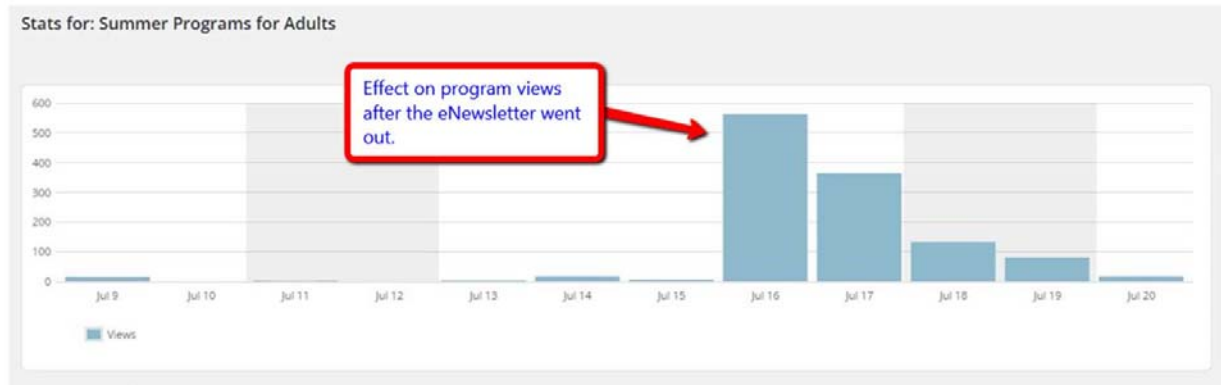 Stats for: Summer Programs for Adults
Effect on program views
after the eNewsletter went
out.
600
500
400
300
200
100
0
Jul 9 Jul 10 Jul 11 Jul 12 Jul 13 Jul 14 Jul 15 Jul 16 Jul 17 Jul 18 Jul 19 Jul 20
Views